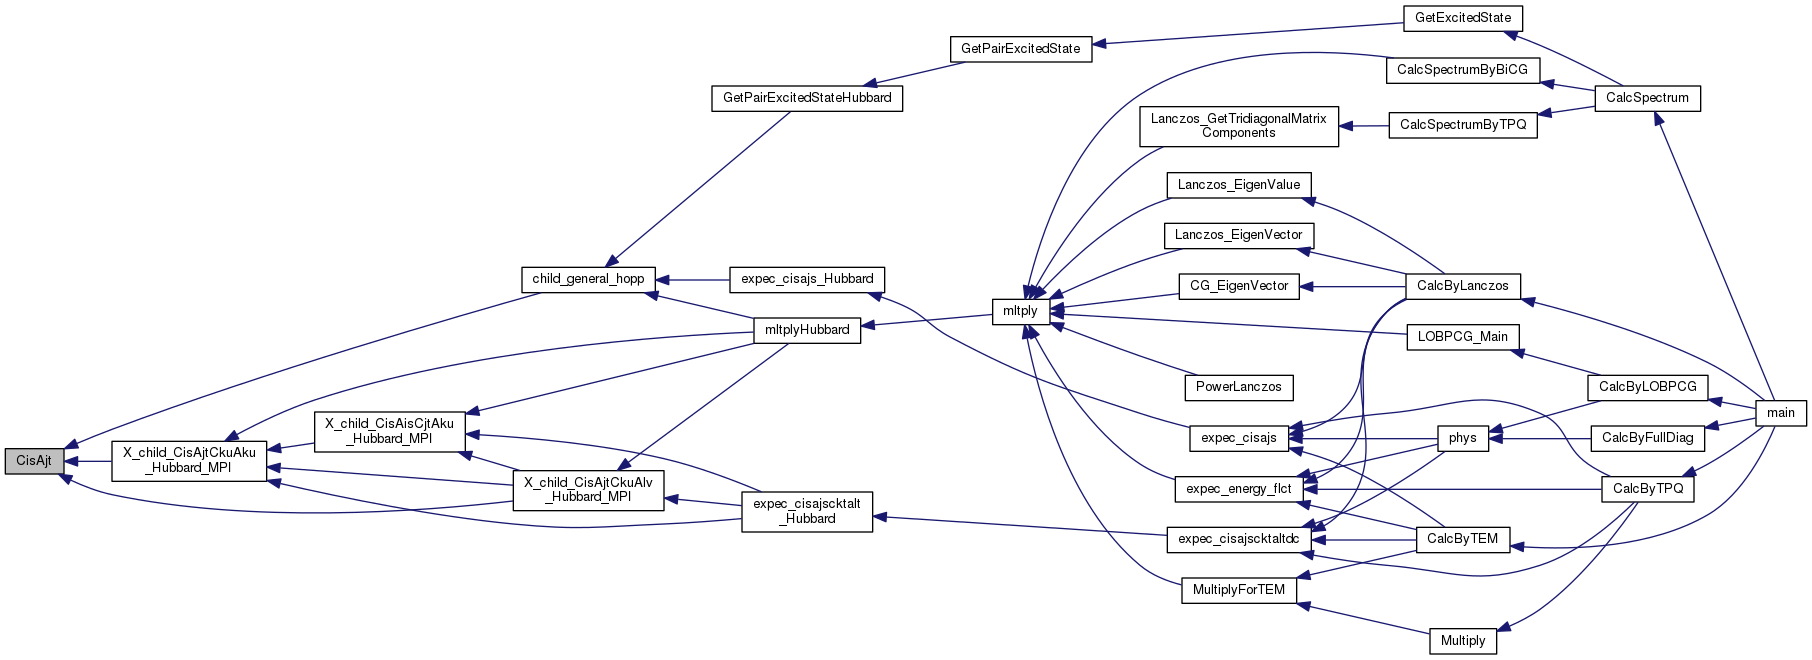 CisAjt
X_child_CisAjtCkuAku
_Hubbard_MPI
X_child_CisAisCjtAku
_Hubbard_MPI
child_general_hopp
X_child_CisAjtCkuAlv
_Hubbard_MPI
GetPairExcitedStateHubbard
expec_cisajs_Hubbard
mltplyHubbard
expec_cisajscktalt
_Hubbard
GetPairExcitedState
mltply
GetExcitedState
CalcSpectrumByBiCG
Lanczos_GetTridiagonalMatrix
Components
CalcSpectrumByTPQ
CalcSpectrum
Lanczos_EigenValue
Lanczos_EigenVector
CG_EigenVector
CalcByLanczos
LOBPCG_Main
PowerLanczos
CalcByLOBPCG
main
expec_cisajs
phys
CalcByFullDiag
expec_energy_flct
CalcByTPQ
expec_cisajscktaltdc
CalcByTEM
MultiplyForTEM
Multiply